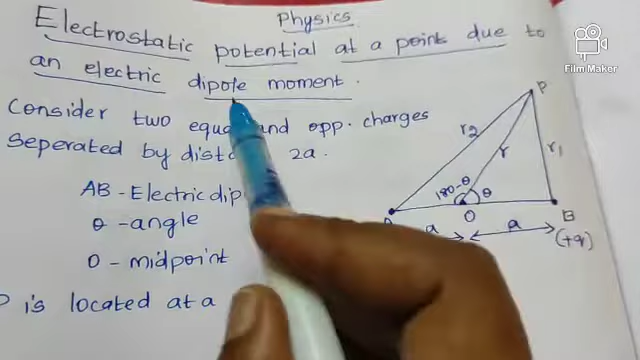 Physics
Electrostatic potential at a point due to
an electric dipole moment.
Consider two equal and opp. charges
seperated by dist 2a.
AB - Electric dip
θ - angle
O - midpoint
P is located at a
P
r2
r
r1
180-θ
θ
A
O
B
a
a
(+q)
Film Maker